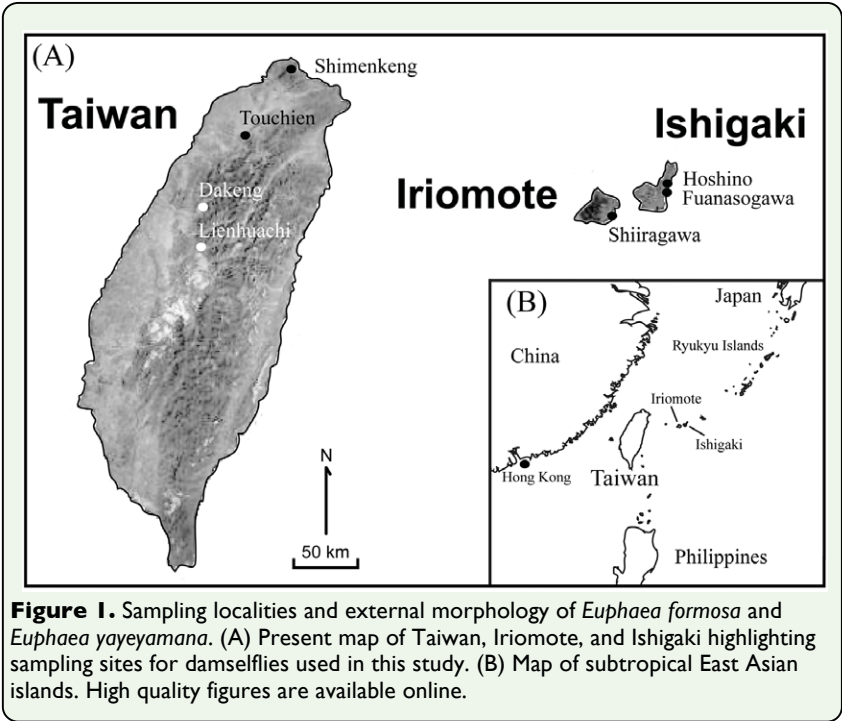 (A)
Shimenkeng
Taiwan
Touchien
Ishigaki
Dakeng
Iriomote
Hoshino
Fuanasogawa
Lienhuachi
Shiiragawa
N
50 km
(B)
Japan
China
Ryukyu Islands
Iriomote
Ishigaki
Hong Kong
Taiwan
Philippines
Figure 1. Sampling localities and external morphology of Euphaea formosa and
Euphaea yayeyamana. (A) Present map of Taiwan, Iriomote, and Ishigaki highlighting
sampling sites for damselflies used in this study. (B) Map of subtropical East Asian
islands. High quality figures are available online.